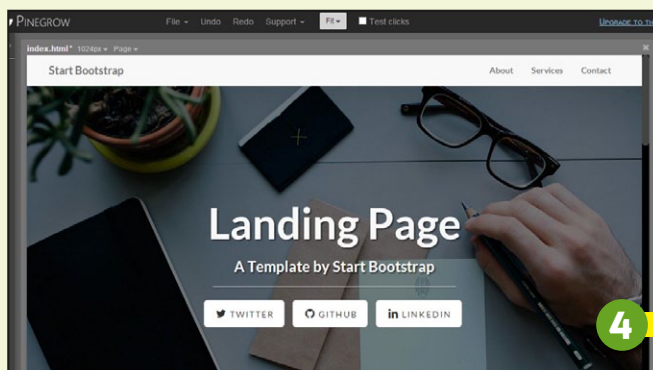 PINEGROW File Undo Redo Support Fit Test clicks UPGRADE TO
index.html* 1024px Page
Start Bootstrap About Services Contact
Landing Page
A Template by Start Bootstrap
TWITTER GITHUB in LINKEDIN
4